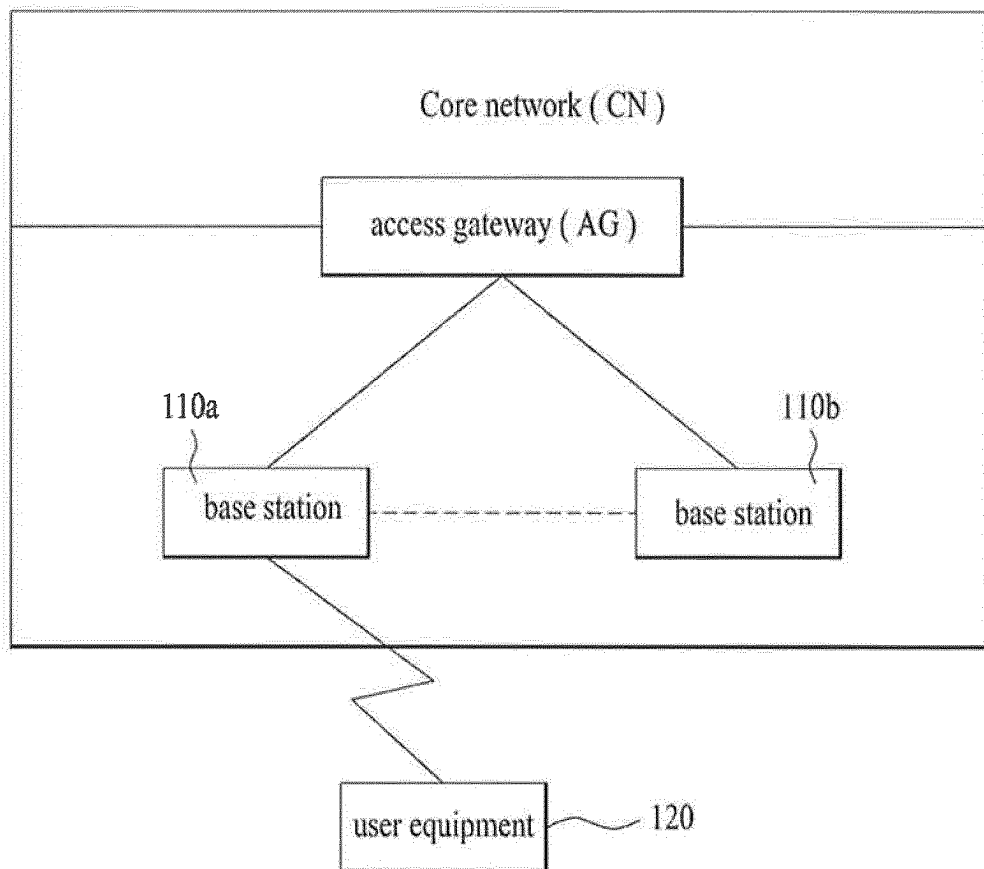 Core network ( CN )
access gateway ( AG )
110a
110b
base station
base station
user equipment
120